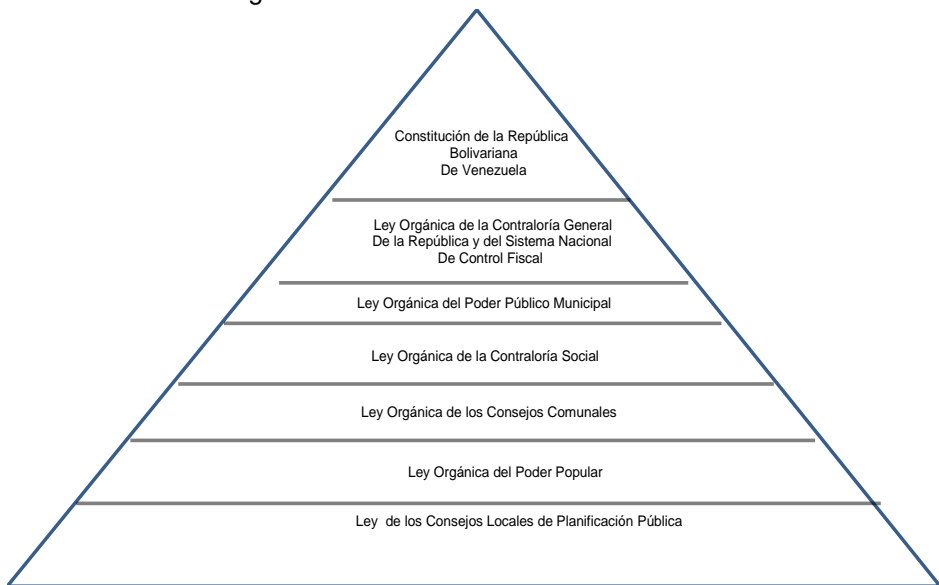 Constitución de la República
Bolivariana
De Venezuela
Ley Orgánica de la Contraloría General
De la República y del Sistema Nacional
De Control Fiscal
Ley Orgánica del Poder Público Municipal
Ley Orgánica de la Contraloría Social
Ley Orgánica de los Consejos Comunales
Ley Orgánica del Poder Popular
Ley de los Consejos Locales de Planificación Pública